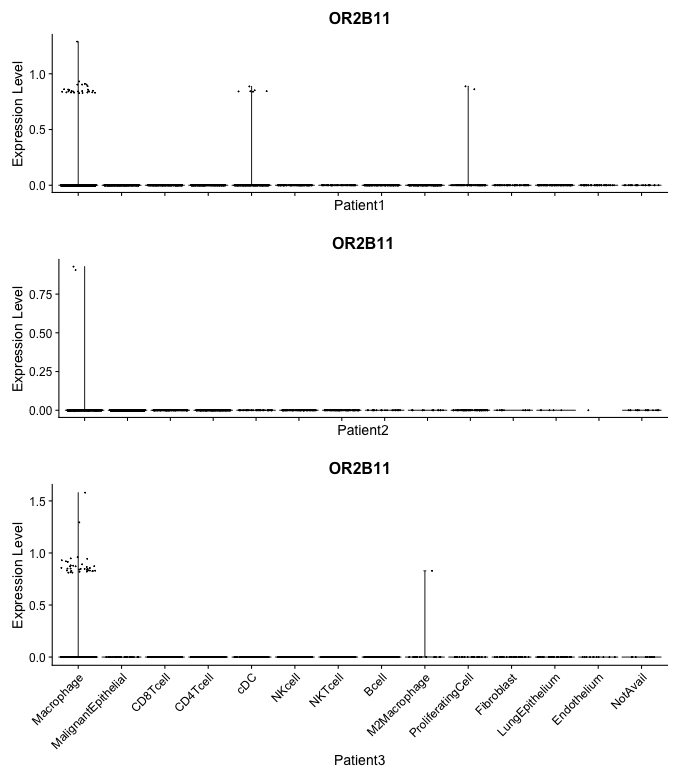 OR2B11
Expression Level
1.0
0.5
0.0
Patient1
OR2B11
Expression Level
0.75
0.50
0.25
0.00
Patient2
OR2B11
Expression Level
1.5
1.0
0.5
0.0
Macrophage
MalignantEpithelial
CD8Tcell
CD4Tcell
cDC
NKcell
NKTcell
Bcell
M2Macrophage
ProliferatingCell
Fibroblast
LungEpithelium
Endothelium
NotAvail
Patient3